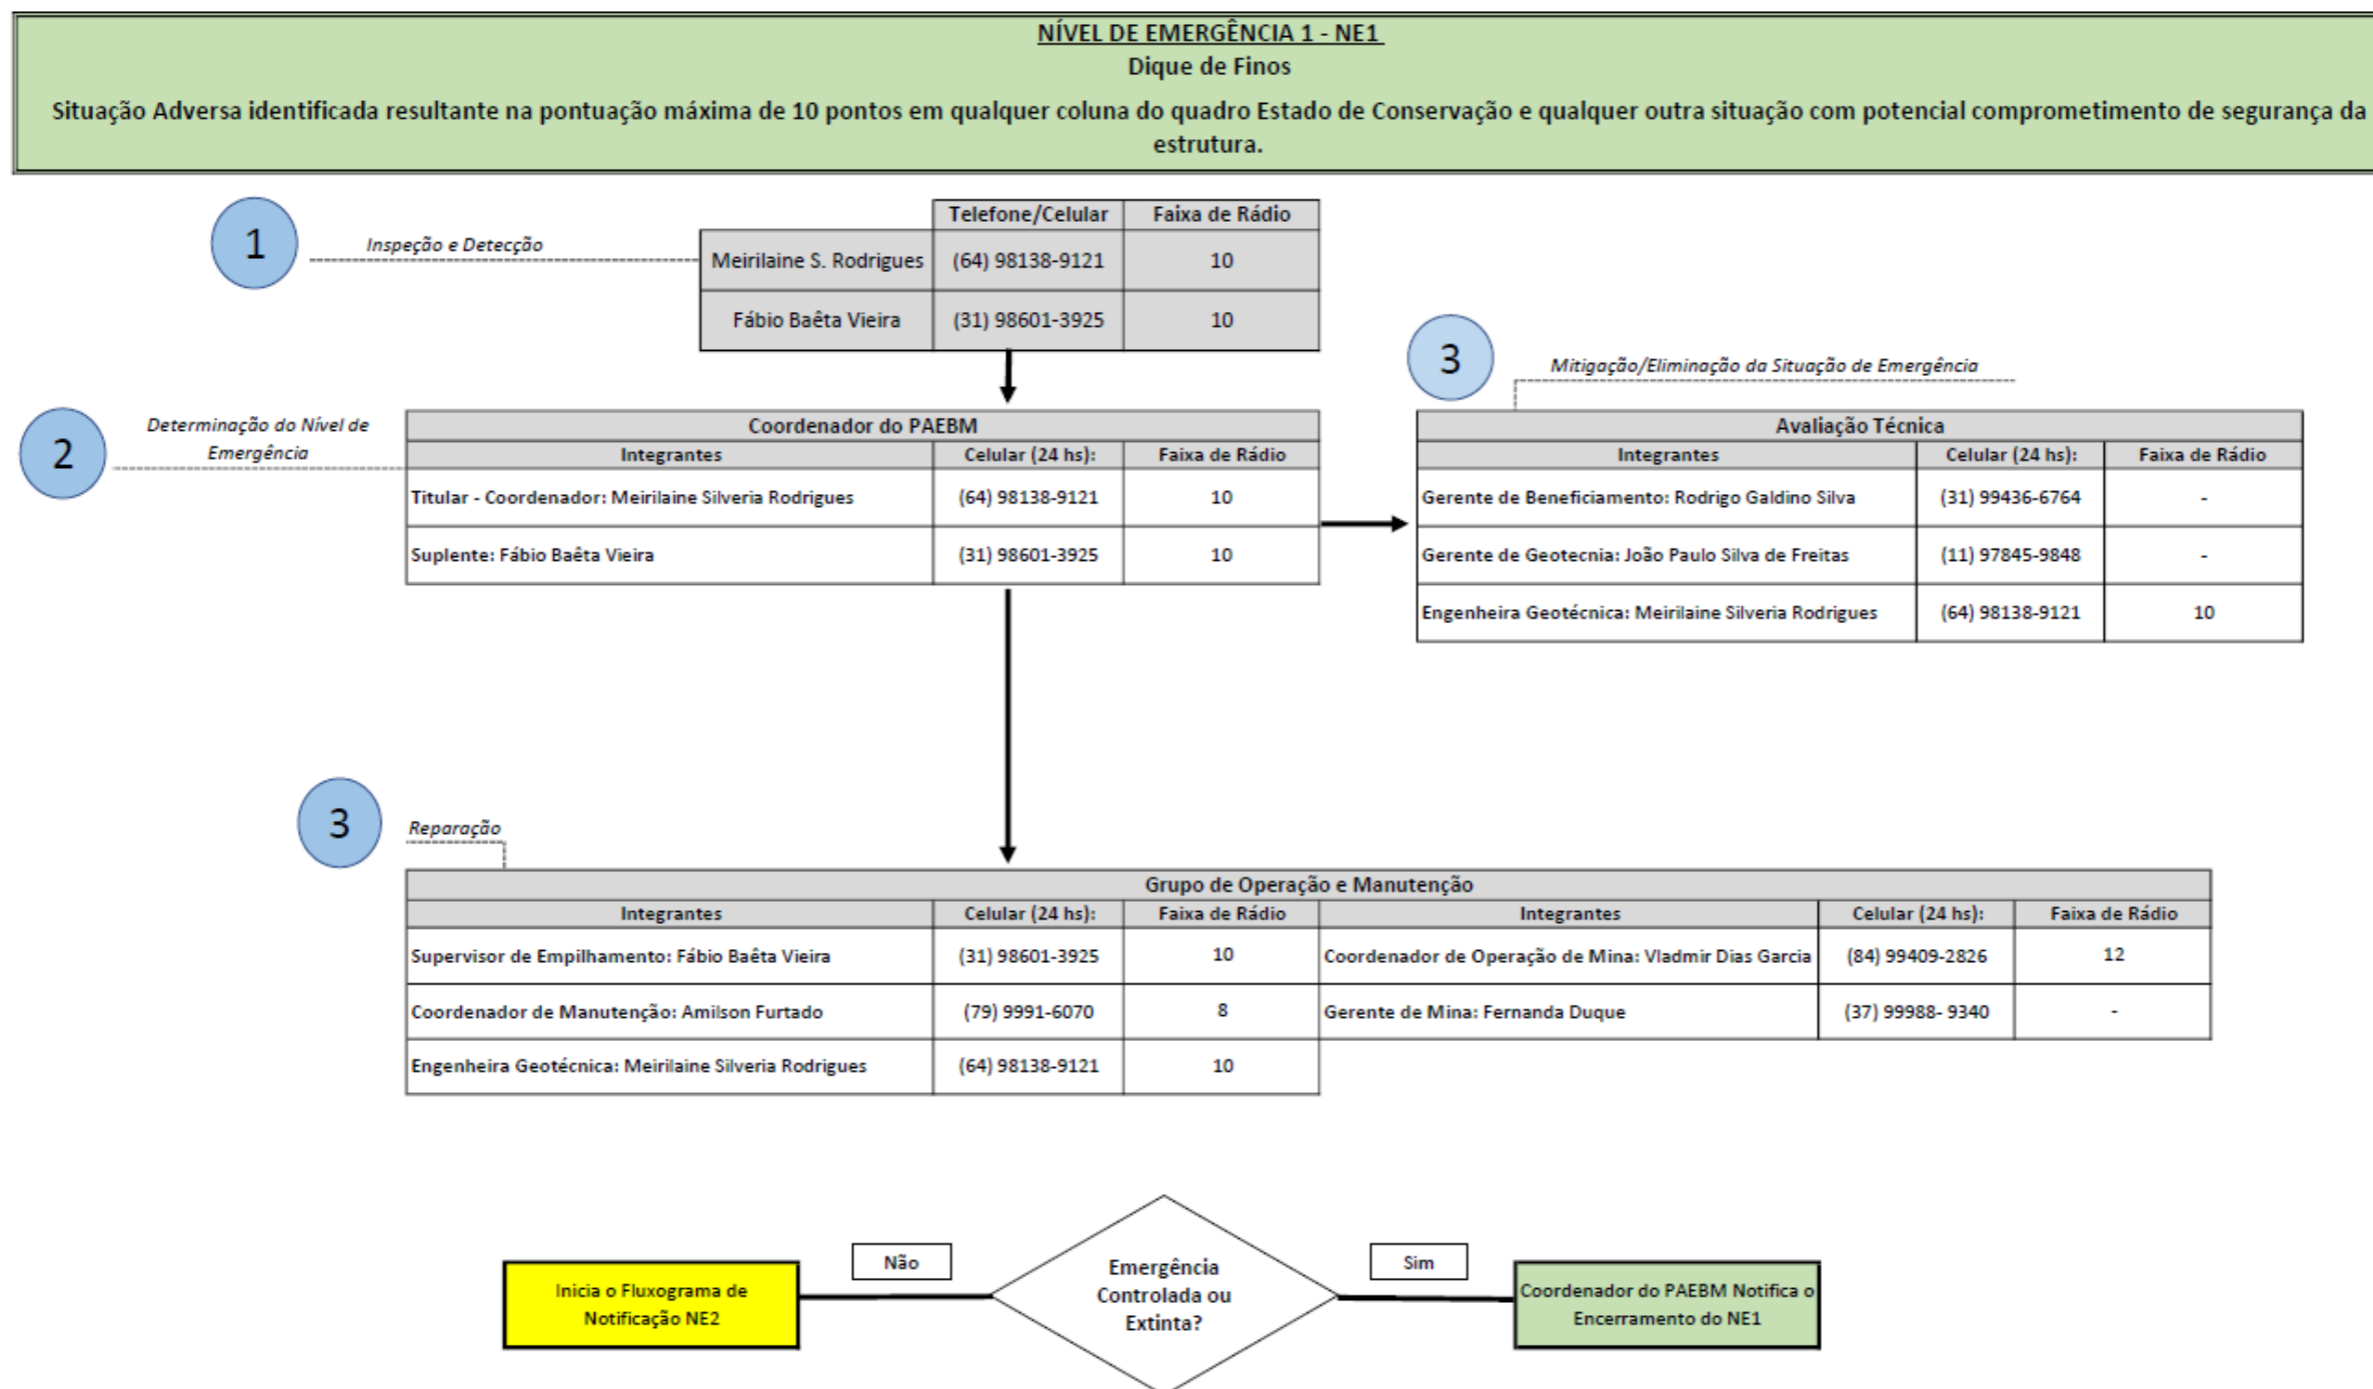 NÍVEL DE EMERGÊNCIA 1 - NE1
Dique de Finos
Situação Adversa identificada resultante na pontuação máxima de 10 pontos em qualquer coluna do quadro Estado de Conservação e qualquer outra situação com potencial comprometimento de segurança da
estrutura.
1
Inspeção e Detecção
Telefone/Celular Faixa de Rádio
Meirilaine S. Rodrigues (64) 98138-9121 10
Fábio Baêta Vieira (31) 98601-3925 10
2
Determinação do Nível de
Emergência
Coordenador do PAEBM
Integrantes Celular (24 hs): Faixa de Rádio
Titular - Coordenador: Meirilaine Silveria Rodrigues (64) 98138-9121 10
Suplente: Fábio Baêta Vieira (31) 98601-3925 10
3
Mitigação/Eliminação da Situação de Emergência
Avaliação Técnica
Integrantes Celular (24 hs): Faixa de Rádio
Gerente de Beneficiamento: Rodrigo Galdino Silva (31) 99436-6764 -
Gerente de Geotecnia: João Paulo Silva de Freitas (11) 97845-9848 -
Engenheira Geotécnica: Meirilaine Silveria Rodrigues (64) 98138-9121 10
3
Reparação
Grupo de Operação e Manutenção
Integrantes Celular (24 hs): Faixa de Rádio Integrantes Celular (24 hs): Faixa de Rádio
Supervisor de Empilhamento: Fábio Baêta Vieira (31) 98601-3925 10 Coordenador de Operação de Mina: Vladmir Dias Garcia (84) 99409-2826 12
Coordenador de Manutenção: Amilson Furtado (79) 9991-6070 8 Gerente de Mina: Fernanda Duque (37) 99988- 9340 -
Engenheira Geotécnica: Meirilaine Silveria Rodrigues (64) 98138-9121 10
Inicia o Fluxograma de
Notificação NE2
Não
Emergência
Controlada ou
Extinta?
Sim
Coordenador do PAEBM Notifica o
Encerramento do NE1